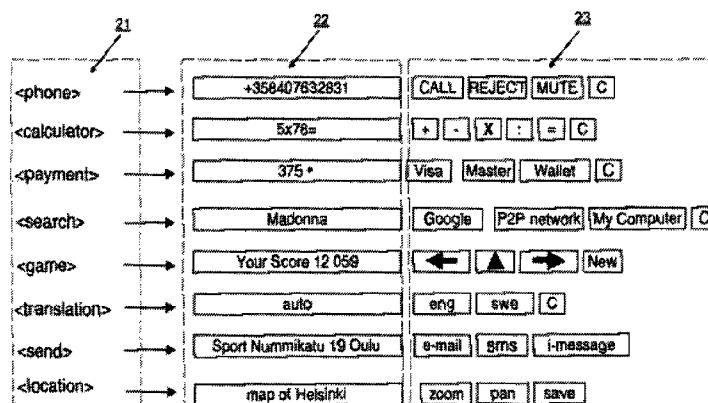 21 22 23
<phone> +358407632831 CALL REJECT MUTE C
<calculator> 5x76= + - X : = C
<payment> 375 * Visa Master Wallet C
<search> Madonna Google P2P network My Computer C
<game> Your Score 12 059 New
<translation> auto eng swe C
<send> Sport Nummikatu 19 Oulu e-mail sms i-message
<location> map of Helsinki zoom pan save